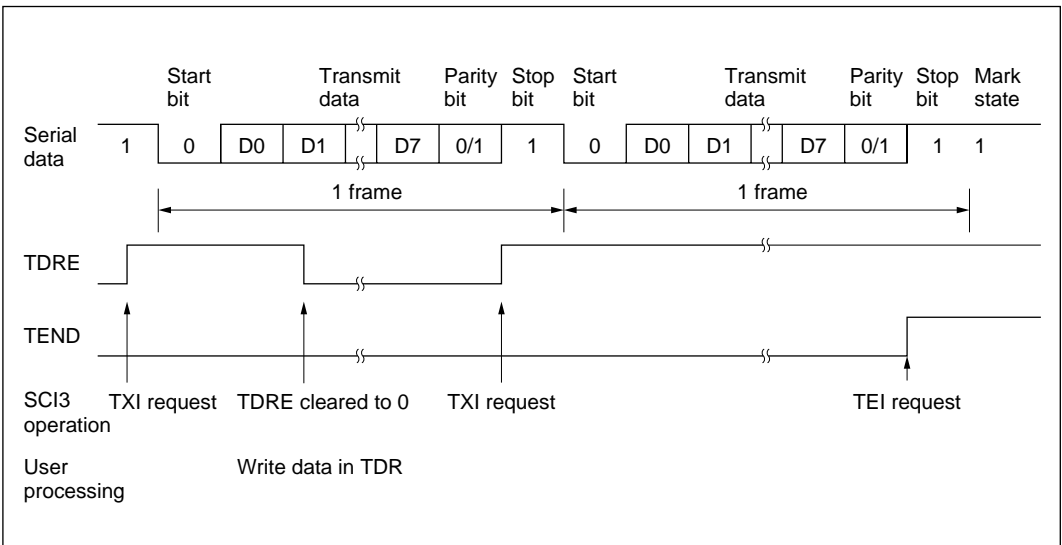 Start bit Transmit data Parity bit Stop bit Start bit Transmit data Parity bit Stop bit Mark state
Serial data 1 0 D0 D1 D7 0/1 1 0 D0 D1 D7 0/1 1 1
1 frame 1 frame
TDRE
TEND
SCI3 operation TXI request TDRE cleared to 0 TXI request TEI request
User processing Write data in TDR